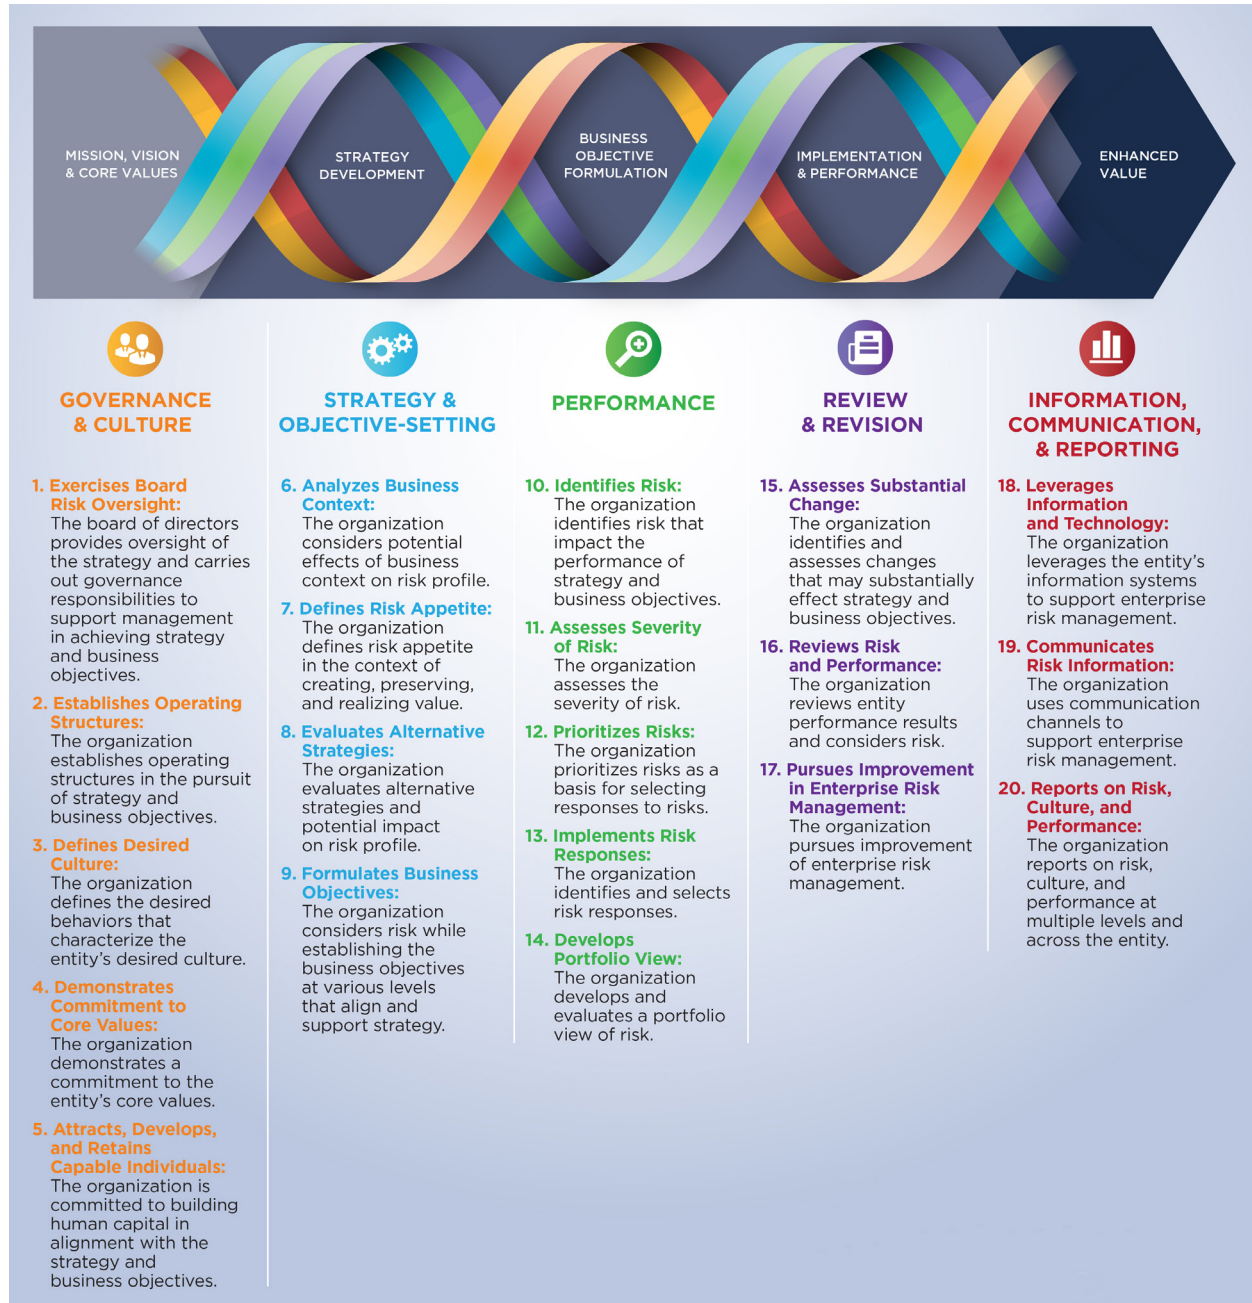 MISSION, VISION
& CORE VALUES
STRATEGY
DEVELOPMENT
BUSINESS
OBJECTIVE
FORMULATION
IMPLEMENTATION
& PERFORMANCE
ENHANCED
VALUE
GOVERNANCE
& CULTURE
1. Exercises Board
Risk Oversight:
The board of directors
provides oversight of
the strategy and carries
out governance
responsibilities to
support management
in achieving strategy
and business
objectives.
2. Establishes Operating
Structures:
The organization
establishes operating
structures in the pursuit
of strategy and
business objectives.
3. Defines Desired
Culture:
The organization
defines the desired
behaviors that
characterize the
entity's desired culture.
4. Demonstrates
Commitment to
Core Values:
The organization
demonstrates a
commitment to the
entity's core values.
5. Attracts, Develops,
and Retains
Capable Individuals:
The organization is
committed to building
human capital in
alignment with the
strategy and
business objectives.
STRATEGY &
OBJECTIVE-SETTING
6. Analyzes Business
Context:
The organization
considers potential
effects of business
context on risk profile.
7. Defines Risk Appetite:
The organization
defines risk appetite
in the context of
creating, preserving,
and realizing value.
8. Evaluates Alternative
Strategies:
The organization
evaluates alternative
strategies and
potential impact
on risk profile.
9. Formulates Business
Objectives:
The organization
considers risk while
establishing the
business objectives
at various levels
that align and
support strategy.
PERFORMANCE
10. Identifies Risk:
The organization
identifies risk that
impact the
performance of
strategy and
business objectives.
11. Assesses Severity
of Risk:
The organization
assesses the
severity of risk.
12. Prioritizes Risks:
The organization
prioritizes risks as a
basis for selecting
responses to risks.
13. Implements Risk
Responses:
The organization
identifies and selects
risk responses.
14. Develops
Portfolio View:
The organization
develops and
evaluates a portfolio
view of risk.
REVIEW
& REVISION
15. Assesses Substantial
Change:
The organization
identifies and
assesses changes
that may substantially
effect strategy and
business objectives.
16. Reviews Risk
and Performance:
The organization
reviews entity
performance results
and considers risk.
17. Pursues Improvement
in Enterprise Risk
Management:
The organization
pursues improvement
of enterprise risk
management.
INFORMATION,
COMMUNICATION,
& REPORTING
18. Leverages
Information
and Technology:
The organization
leverages the entity's
information systems
to support enterprise
risk management.
19. Communicates
Risk Information:
The organization
uses communication
channels to
support enterprise
risk management.
20. Reports on Risk,
Culture, and
Performance:
The organization
reports on risk,
culture, and
performance at
multiple levels and
across the entity.